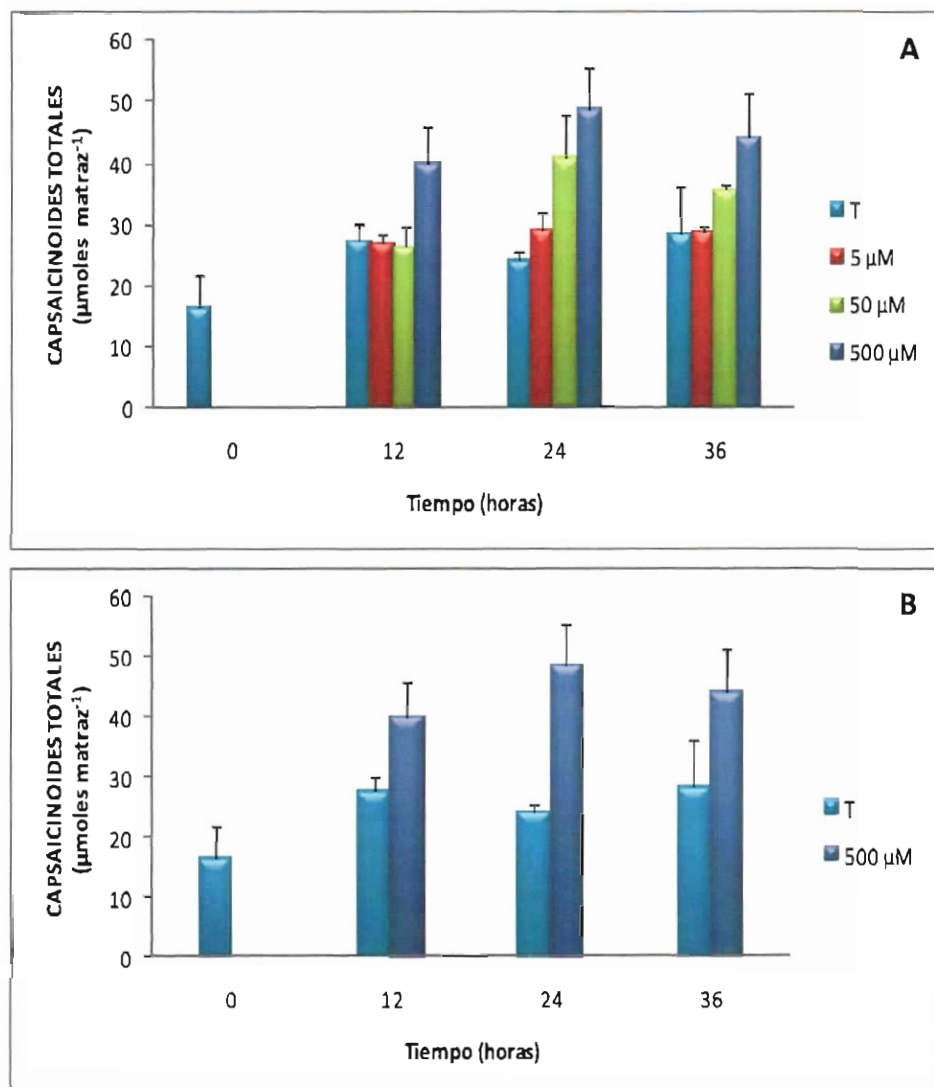 A
CAPSAICINOIDES TOTALES
(µmoles matraz⁻¹)
60
50
40
30
20
10
0
0 12 24 36
Tiempo (horas)
T
5 µM
50 µM
500 µM
B
CAPSAICINOIDES TOTALES
(µmoles matraz⁻¹)
60
50
40
30
20
10
0
0 12 24 36
Tiempo (horas)
T
500 µM